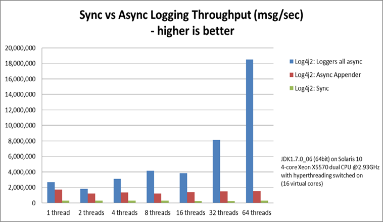 Sync vs Async Logging Throughput (msg/sec)
- higher is better
20,000,000
18,000,000
16,000,000
14,000,000
12,000,000
10,000,000
8,000,000
6,000,000
4,000,000
2,000,000
0
1 thread
2 threads
4 threads
8 threads
16 threads
32 threads
64 threads
Log4j2: Loggers all async
Log4j2: Async Appender
Log4j2: Sync
JDK1.7.0_06 (64bit) on Solaris 10
4-core Xeon X5570 dual CPU @2.93GHz
with hyperthreading switched on
(16 virtual cores)